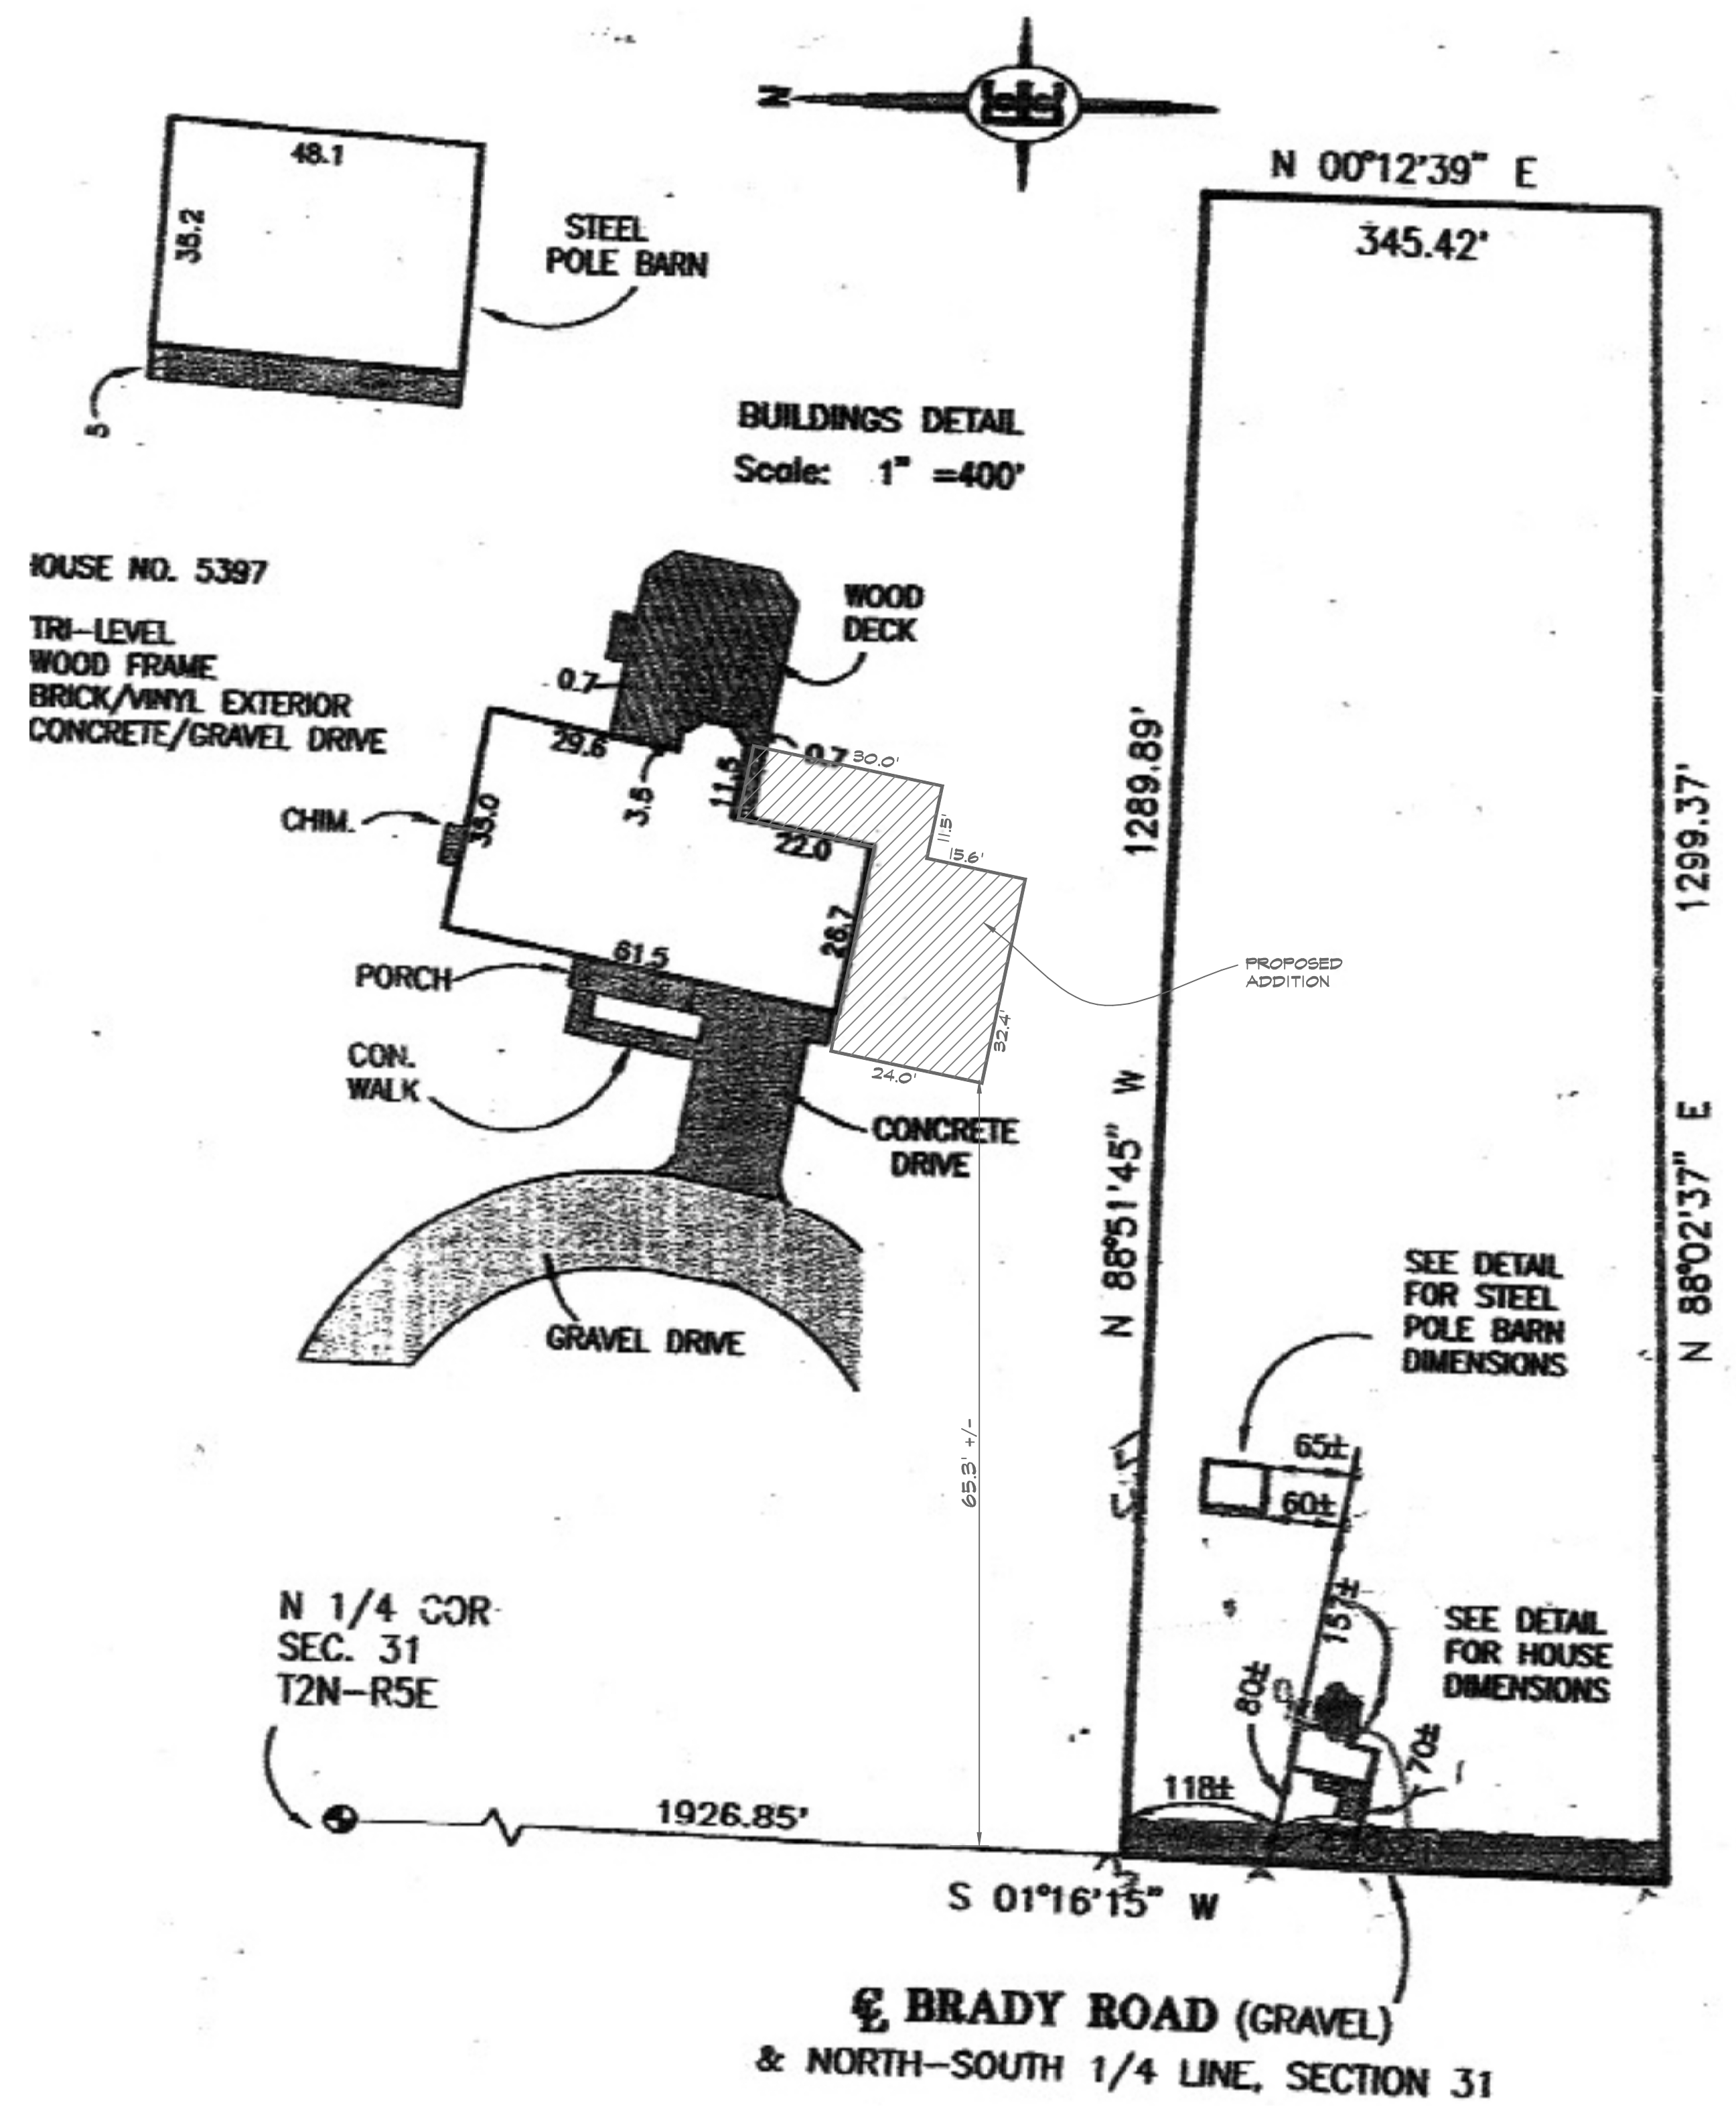 N
N 00°12'39" E
345.42'
48.1
35.2
5
STEEL
POLE BARN
BUILDINGS DETAIL
Scale: 1" =400'
HOUSE NO. 5397
TRI-LEVEL
WOOD FRAME
BRICK/VINYL EXTERIOR
CONCRETE/GRAVEL DRIVE
WOOD
DECK
0.7
29.6
3.5
11.5
0.7
30.0'
CHIM.
35.0
22.0
11.5'
15.6'
26.7
61.5
PORCH
PROPOSED
ADDITION
32.4'
24.0'
CON.
WALK
CONCRETE
DRIVE
GRAVEL DRIVE
65.3' +/-
1289.89'
N 88°51'45" W
1299.37'
N 88°02'37" E
SEE DETAIL
FOR STEEL
POLE BARN
DIMENSIONS
65±
60±
157±
SEE DETAIL
FOR HOUSE
DIMENSIONS
80±
70±
118±
N 1/4 COR
SEC. 31
T2N-R5E
1926.85'
S 01°16'15" W
℄ BRADY ROAD (GRAVEL)
& NORTH-SOUTH 1/4 LINE, SECTION 31